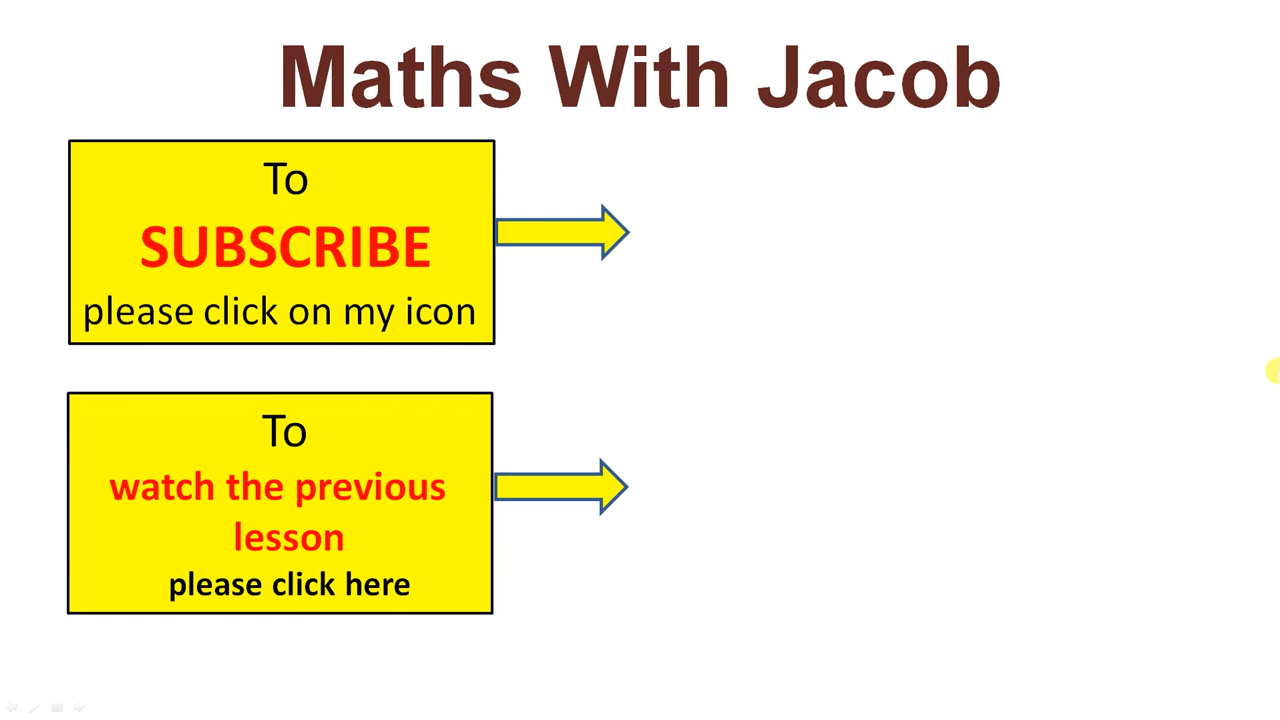 Maths With Jacob
To
SUBSCRIBE
please click on my icon
To
watch the previous
lesson
please click here